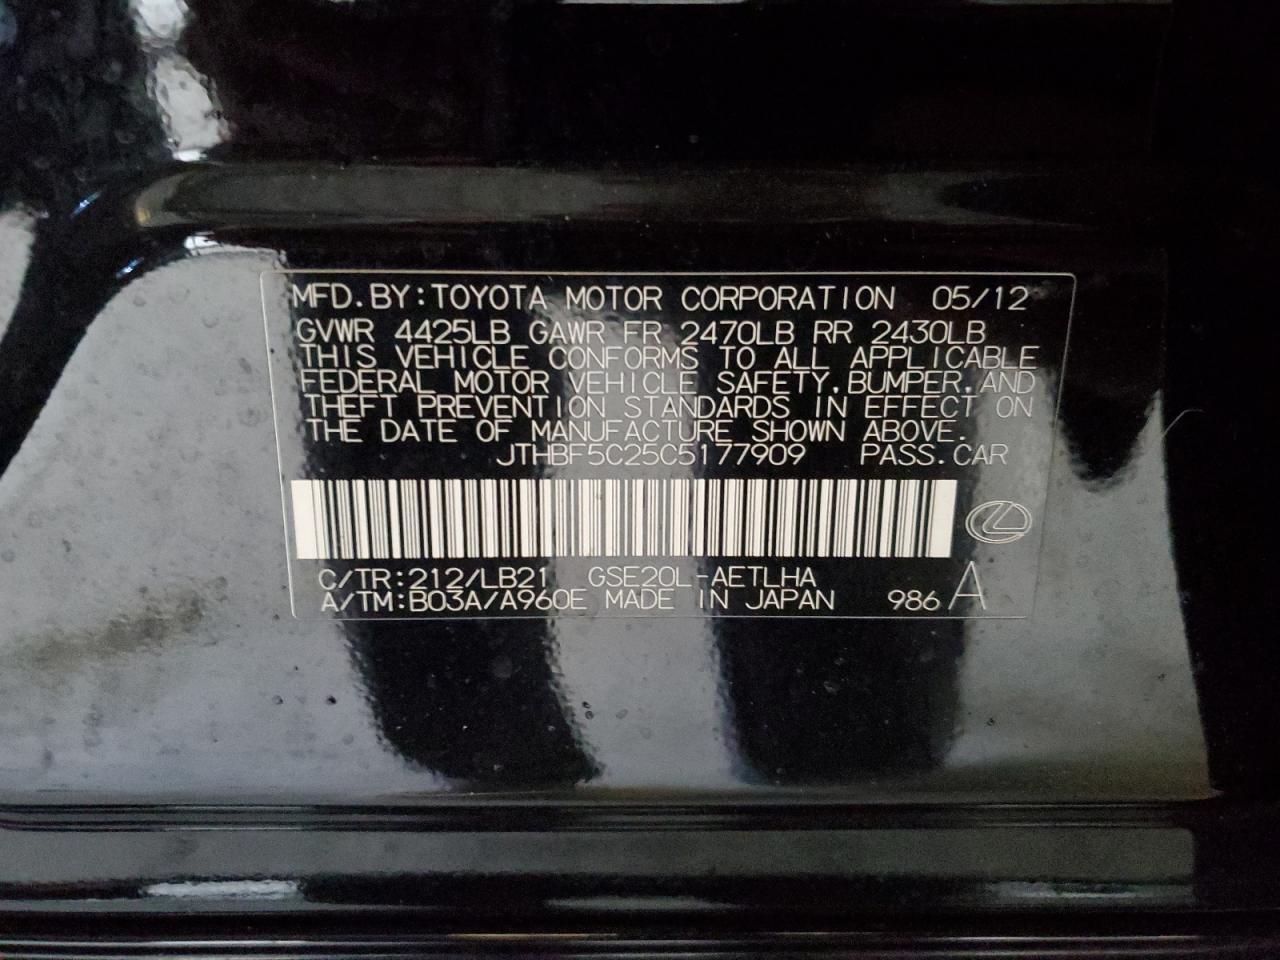 MFD.BY:TOYOTA MOTOR CORPORATION 05/12
GVWR 4425LB GAWR FR 2470LB RR 2430LB
THIS VEHICLE CONFORMS TO ALL APPLICABLE
FEDERAL MOTOR VEHICLE SAFETY,BUMPER,AND
THEFT PREVENTION STANDARDS IN EFFECT ON
THE DATE OF MANUFACTURE SHOWN ABOVE.
JTHBF5C25C5177909 PASS.CAR
C/TR:212/LB21 GSE20L-AETLHA
A/TM:B03A/A960E MADE IN JAPAN 986 A